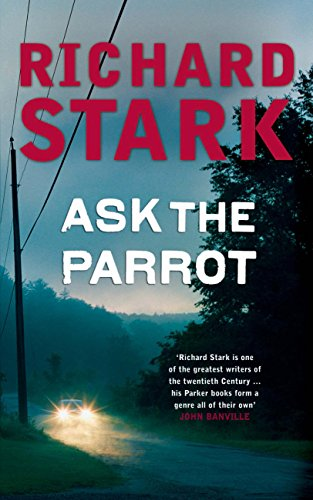 RICHARD
STARK
ASK THE
PARROT
'Richard Stark is one
of the greatest writers of
the twentieth Century ...
his Parker books form a
genre all of their own'
JOHN BANVILLE